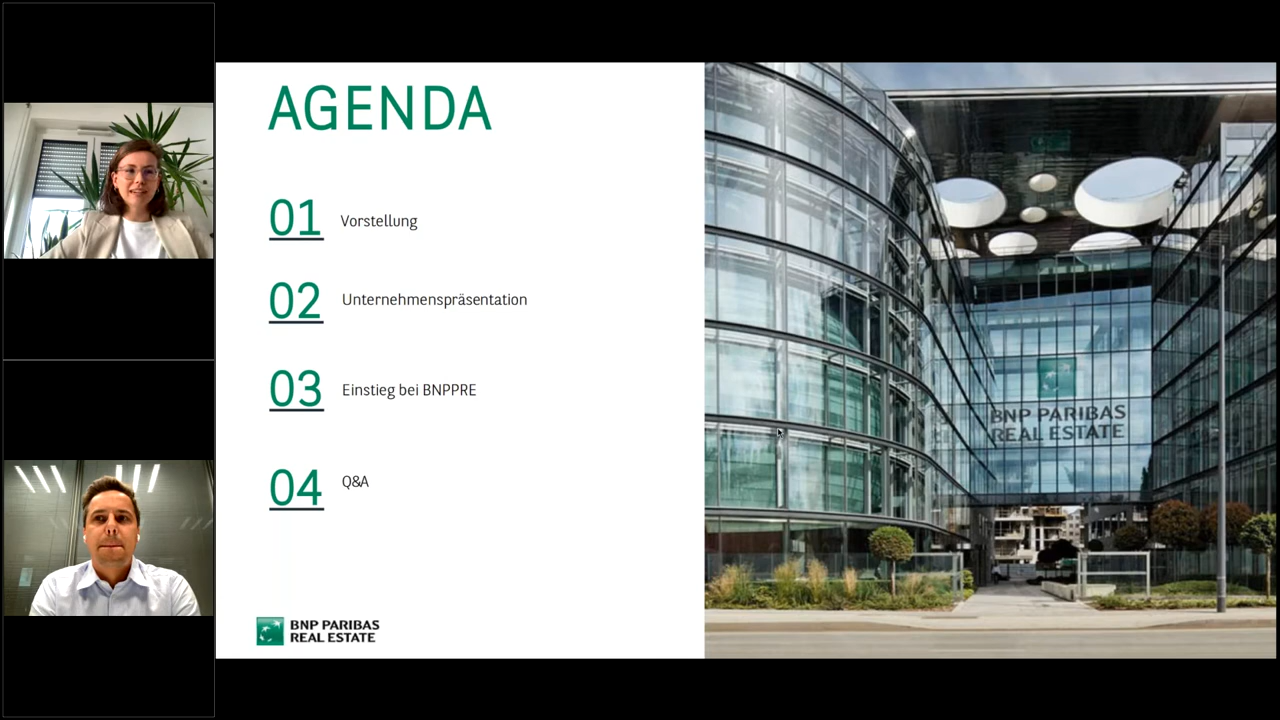 AGENDA
01 Vorstellung
02 Unternehmenspräsentation
03 Einstieg bei BNPPRE
04 Q&A
BNP PARIBAS
REAL ESTATE
BNP PARIBAS
REAL ESTATE